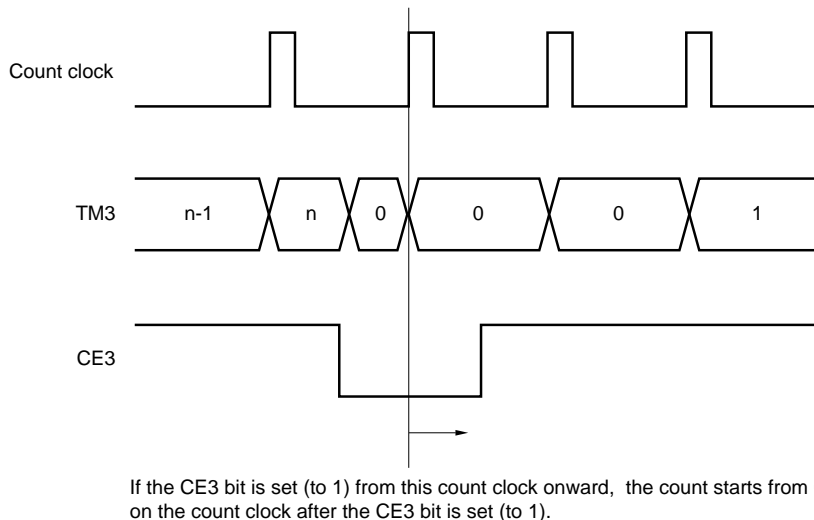 Count clock
TM3
n-1
n
0
0
0
1
CE3
If the CE3 bit is set (to 1) from this count clock onward, the count starts from
on the count clock after the CE3 bit is set (to 1).